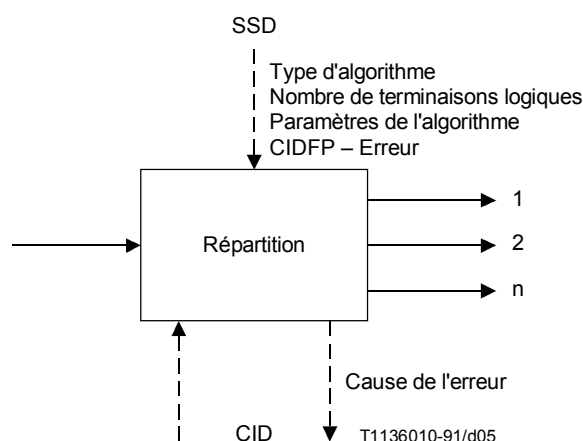 SSD
Type d'algorithme
Nombre de terminaisons logiques
Paramètres de l'algorithme
CIDFP – Erreur
Répartition
1
2
n
Cause de l'erreur
CID
T1136010-91/d05